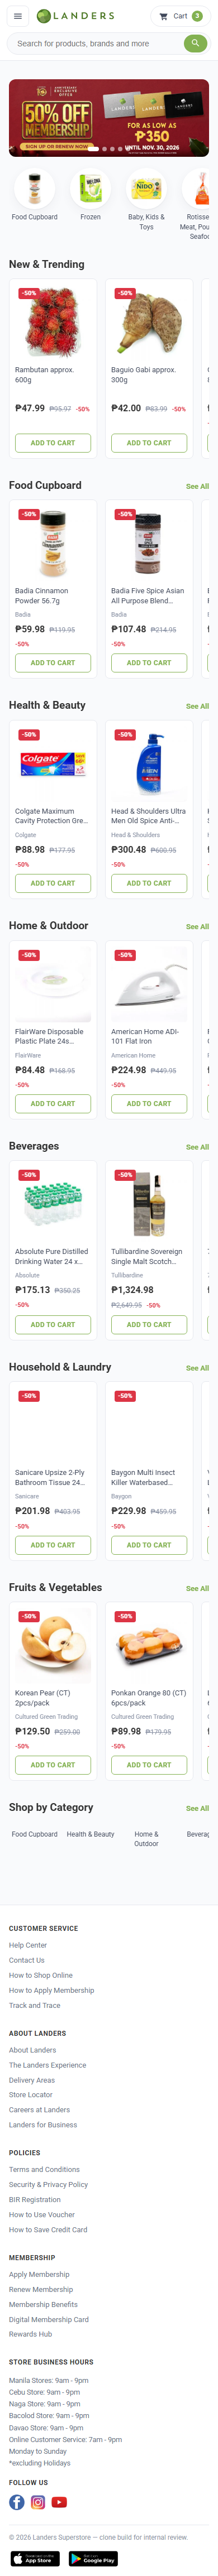 LANDERS
Cart 3
Search for products, brands and more
50% OFF
MEMBERSHIP
FOR AS LOW AS
₱350
UNTIL NOV. 30, 2026
SIGN UP OR RENEW NOW
Food Cupboard
Frozen
Baby, Kids &
Toys
New & Trending
-50%
-50%
Rambutan approx.
600g
Baguio Gabi approx.
300g
₱47.99 ₱95.97 -50%
₱42.00 ₱83.99 -50%
ADD TO CART
ADD TO CART
Food Cupboard
See All
-50%
-50%
Badia Cinnamon
Powder 56.7g
Badia Five Spice Asian
All Purpose Blend...
Badia
Badia
₱59.98 ₱119.95
₱107.48 ₱214.95
-50%
-50%
ADD TO CART
ADD TO CART
Health & Beauty
See All
-50%
-50%
Colgate
Colgate Maximum
Cavity Protection Gre...
Head & Shoulders Ultra
Men Old Spice Anti-...
Colgate
Head & Shoulders
₱88.98 ₱177.95
₱300.48 ₱600.95
-50%
-50%
ADD TO CART
ADD TO CART
Home & Outdoor
See All
-50%
-50%
FlairWare Disposable
Plastic Plate 24s...
American Home ADI-
101 Flat Iron
FlairWare
American Home
₱84.48 ₱168.95
₱224.98 ₱449.95
-50%
-50%
ADD TO CART
ADD TO CART
Beverages
See All
-50%
-50%
Absolute Pure Distilled
Drinking Water 24 x...
Tullibardine Sovereign
Single Malt Scotch...
Absolute
Tullibardine
₱175.13 ₱350.25
₱1,324.98
-50%
₱2,649.95 -50%
ADD TO CART
ADD TO CART
Household & Laundry
See All
-50%
-50%
Sanicare Upsize 2-Ply
Bathroom Tissue 24...
Baygon Multi Insect
Killer Waterbased...
Sanicare
Baygon
₱201.98 ₱403.95
₱229.98 ₱459.95
-50%
-50%
ADD TO CART
ADD TO CART
Fruits & Vegetables
See All
-50%
-50%
Korean Pear (CT)
2pcs/pack
Ponkan Orange 80 (CT)
6pcs/pack
Cultured Green Trading
Cultured Green Trading
₱129.50 ₱259.00
₱89.98 ₱179.95
-50%
-50%
ADD TO CART
ADD TO CART
Shop by Category
See All
Food Cupboard
Health & Beauty
Home &
Outdoor
CUSTOMER SERVICE
Help Center
Contact Us
How to Shop Online
How to Apply Membership
Track and Trace
ABOUT LANDERS
About Landers
The Landers Experience
Delivery Areas
Store Locator
Careers at Landers
Landers for Business
POLICIES
Terms and Conditions
Security & Privacy Policy
BIR Registration
How to Use Voucher
How to Save Credit Card
MEMBERSHIP
Apply Membership
Renew Membership
Membership Benefits
Digital Membership Card
Rewards Hub
STORE BUSINESS HOURS
Manila Stores: 9am - 9pm
Cebu Store: 9am - 9pm
Naga Store: 9am - 9pm
Bacolod Store: 9am - 9pm
Davao Store: 9am - 9pm
Online Customer Service: 7am - 9pm
Monday to Sunday
*excluding Holidays
FOLLOW US
© 2026 Landers Superstore — clone build for internal review.
App Store
Google Play